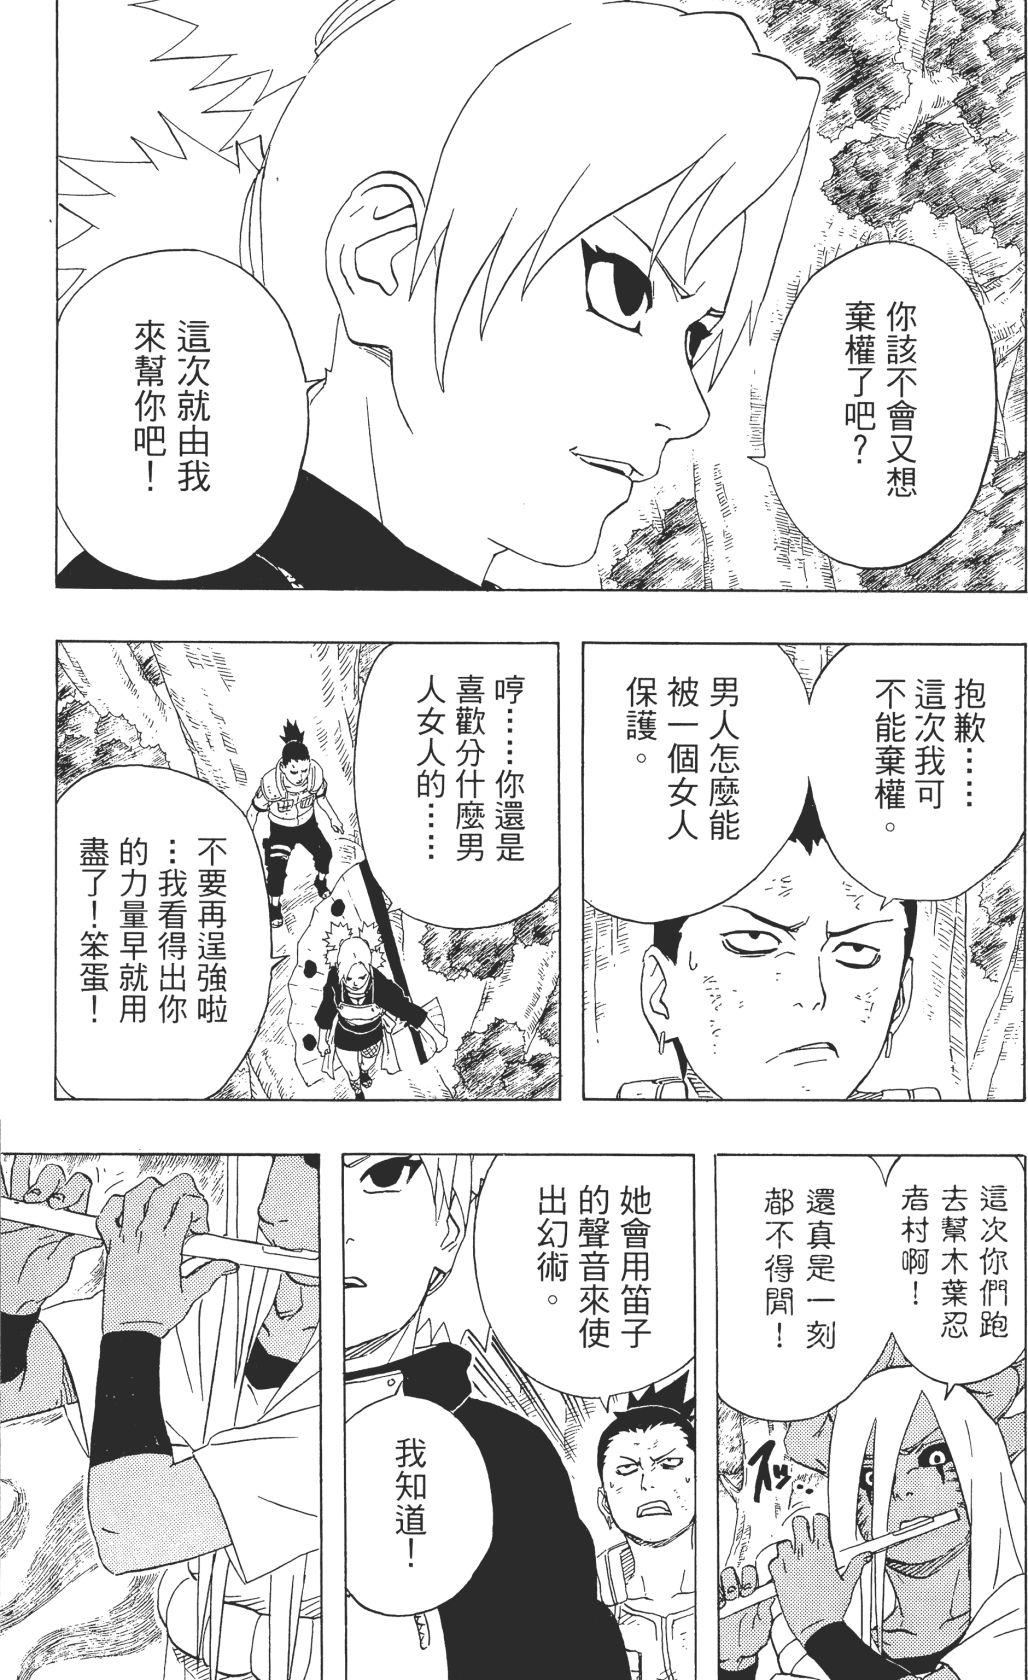 你該不會又想
棄權了吧？
這次就由我
來幫你吧！
抱歉……
這次我可
不能棄權。
男人怎麼能
被一個女人
保護。
哼……你還是
喜歡分什麼男
人女人的……
不要再逞強啦
…我看得出你
的力量早就用
盡了！笨蛋！
這次你們跑
去幫木葉忍
者村啊！
還真是一刻
都不得閒！
スッ…
她會用笛子
的聲音來使
出幻術。
我知道！